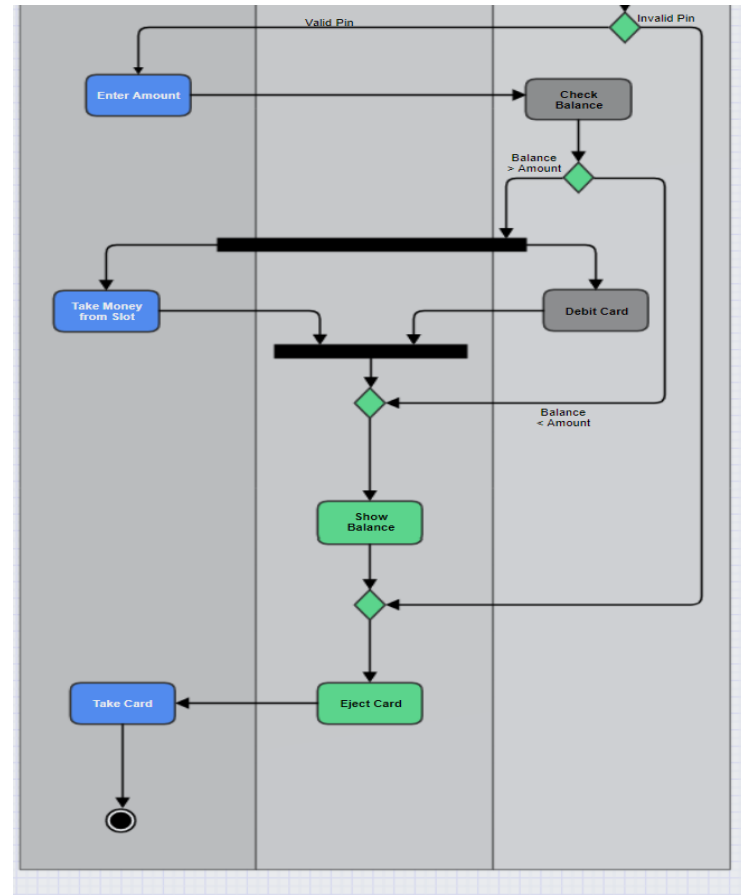 Valid Pin
Invalid Pin
Enter Amount
Check
Balance
Balance
> Amount
Take Money
from Slot
Debit Card
Balance
< Amount
Show
Balance
Take Card
Eject Card